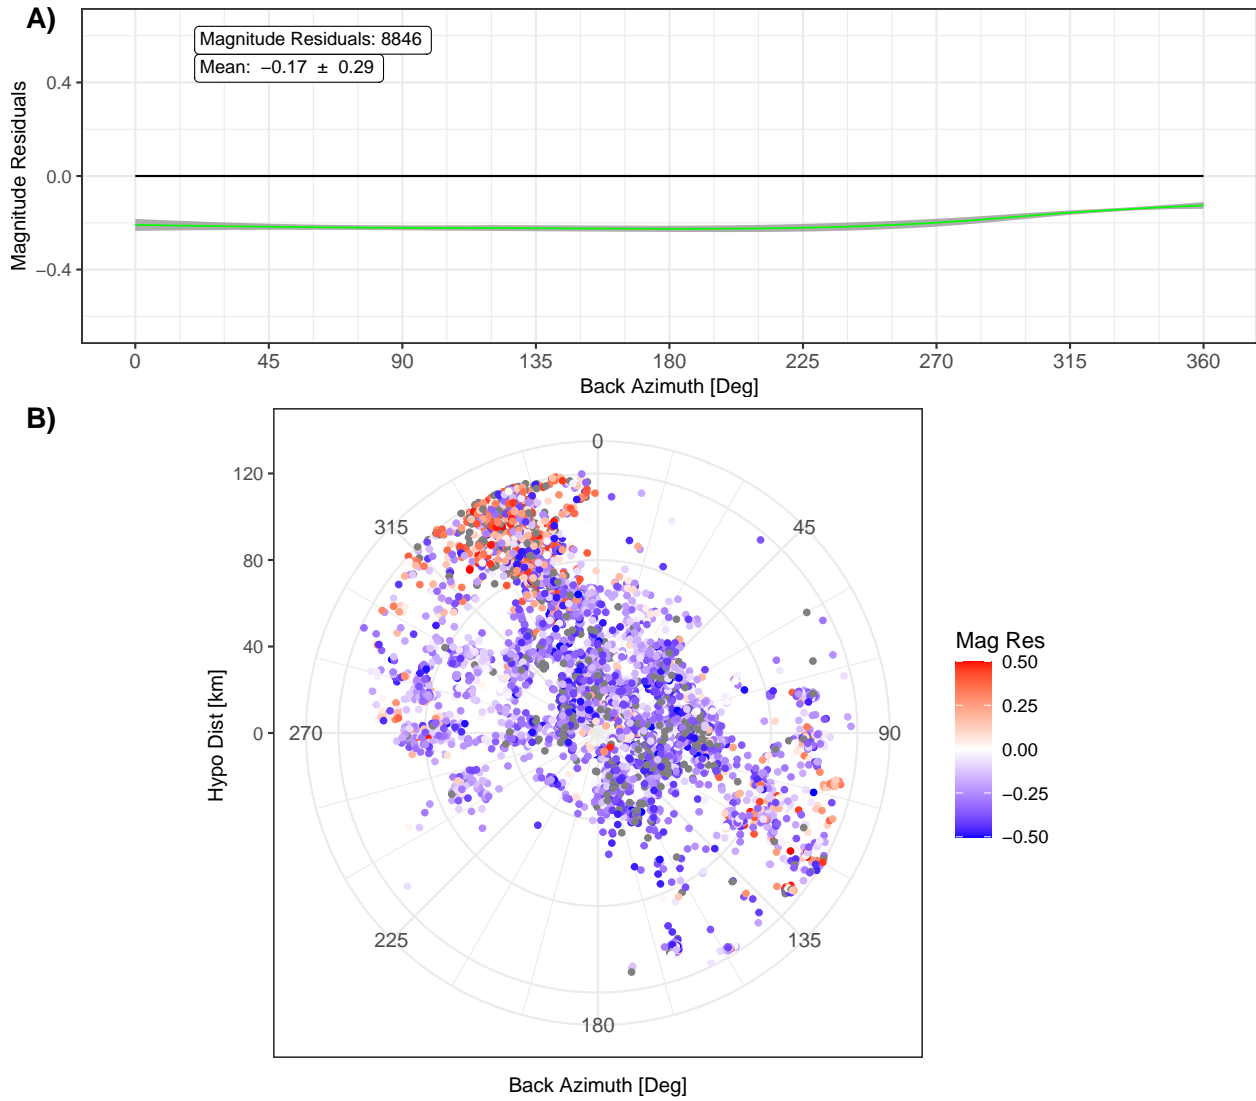 A)
Magnitude Residuals: 8846
Mean: −0.17 ± 0.29
Magnitude Residuals
0.4
0.0
−0.4
0 45 90 135 180 225 270 315 360
Back Azimuth [Deg]
B)
Hypo Dist [km]
120
80
40
0
0
45
90
135
180
225
270
315
Back Azimuth [Deg]
Mag Res
0.50
0.25
0.00
−0.25
−0.50